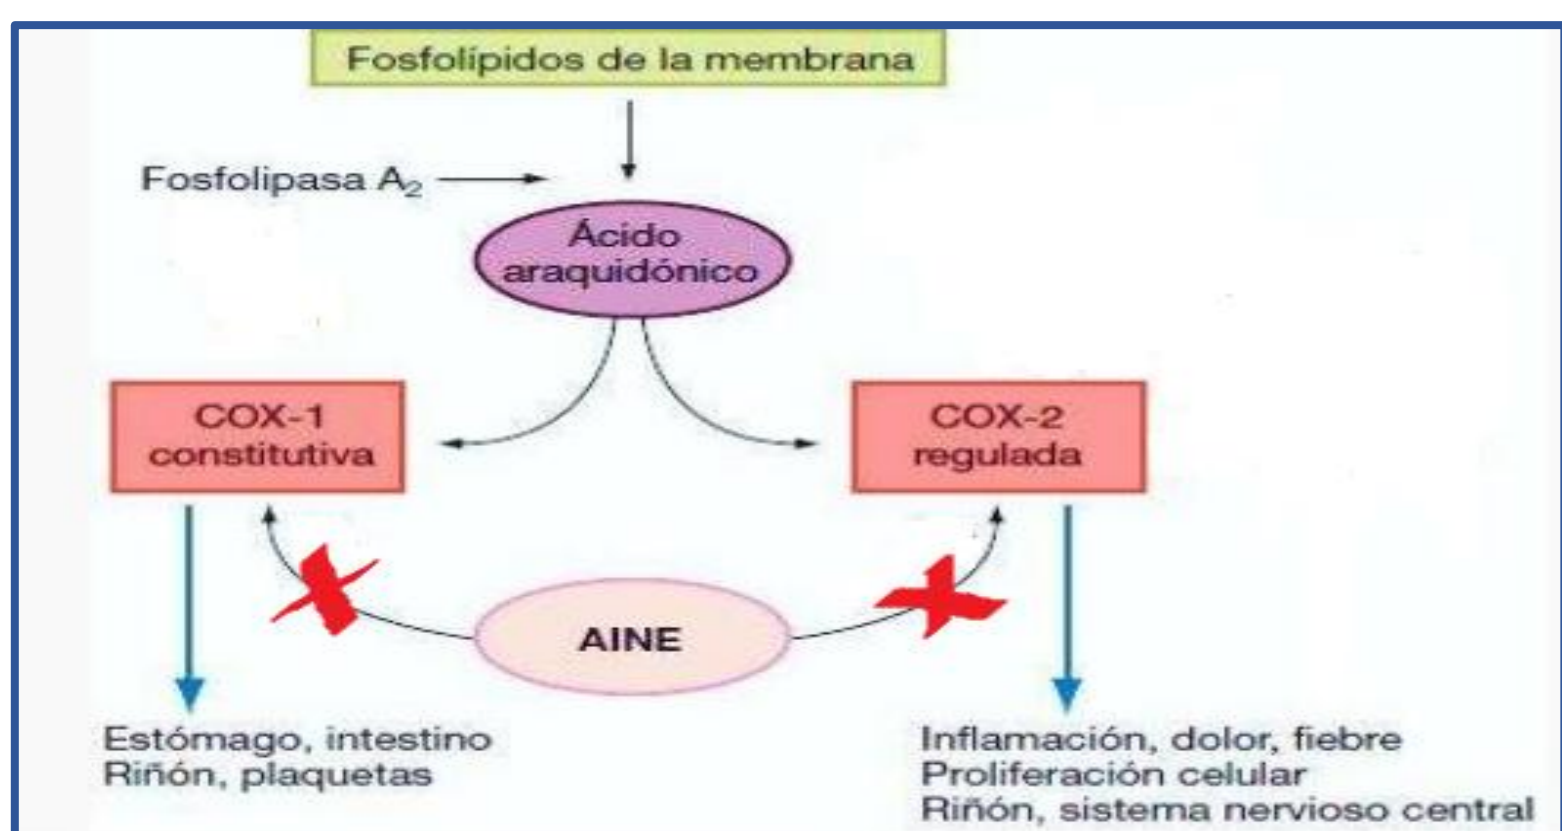 Fosfolípidos de la membrana
Fosfolipasa A₂
Ácido
araquidónico
COX-1
constitutiva
COX-2
regulada
AINE
Estómago, intestino
Riñón, plaquetas
Inflamación, dolor, fiebre
Proliferación celular
Riñón, sistema nervioso central